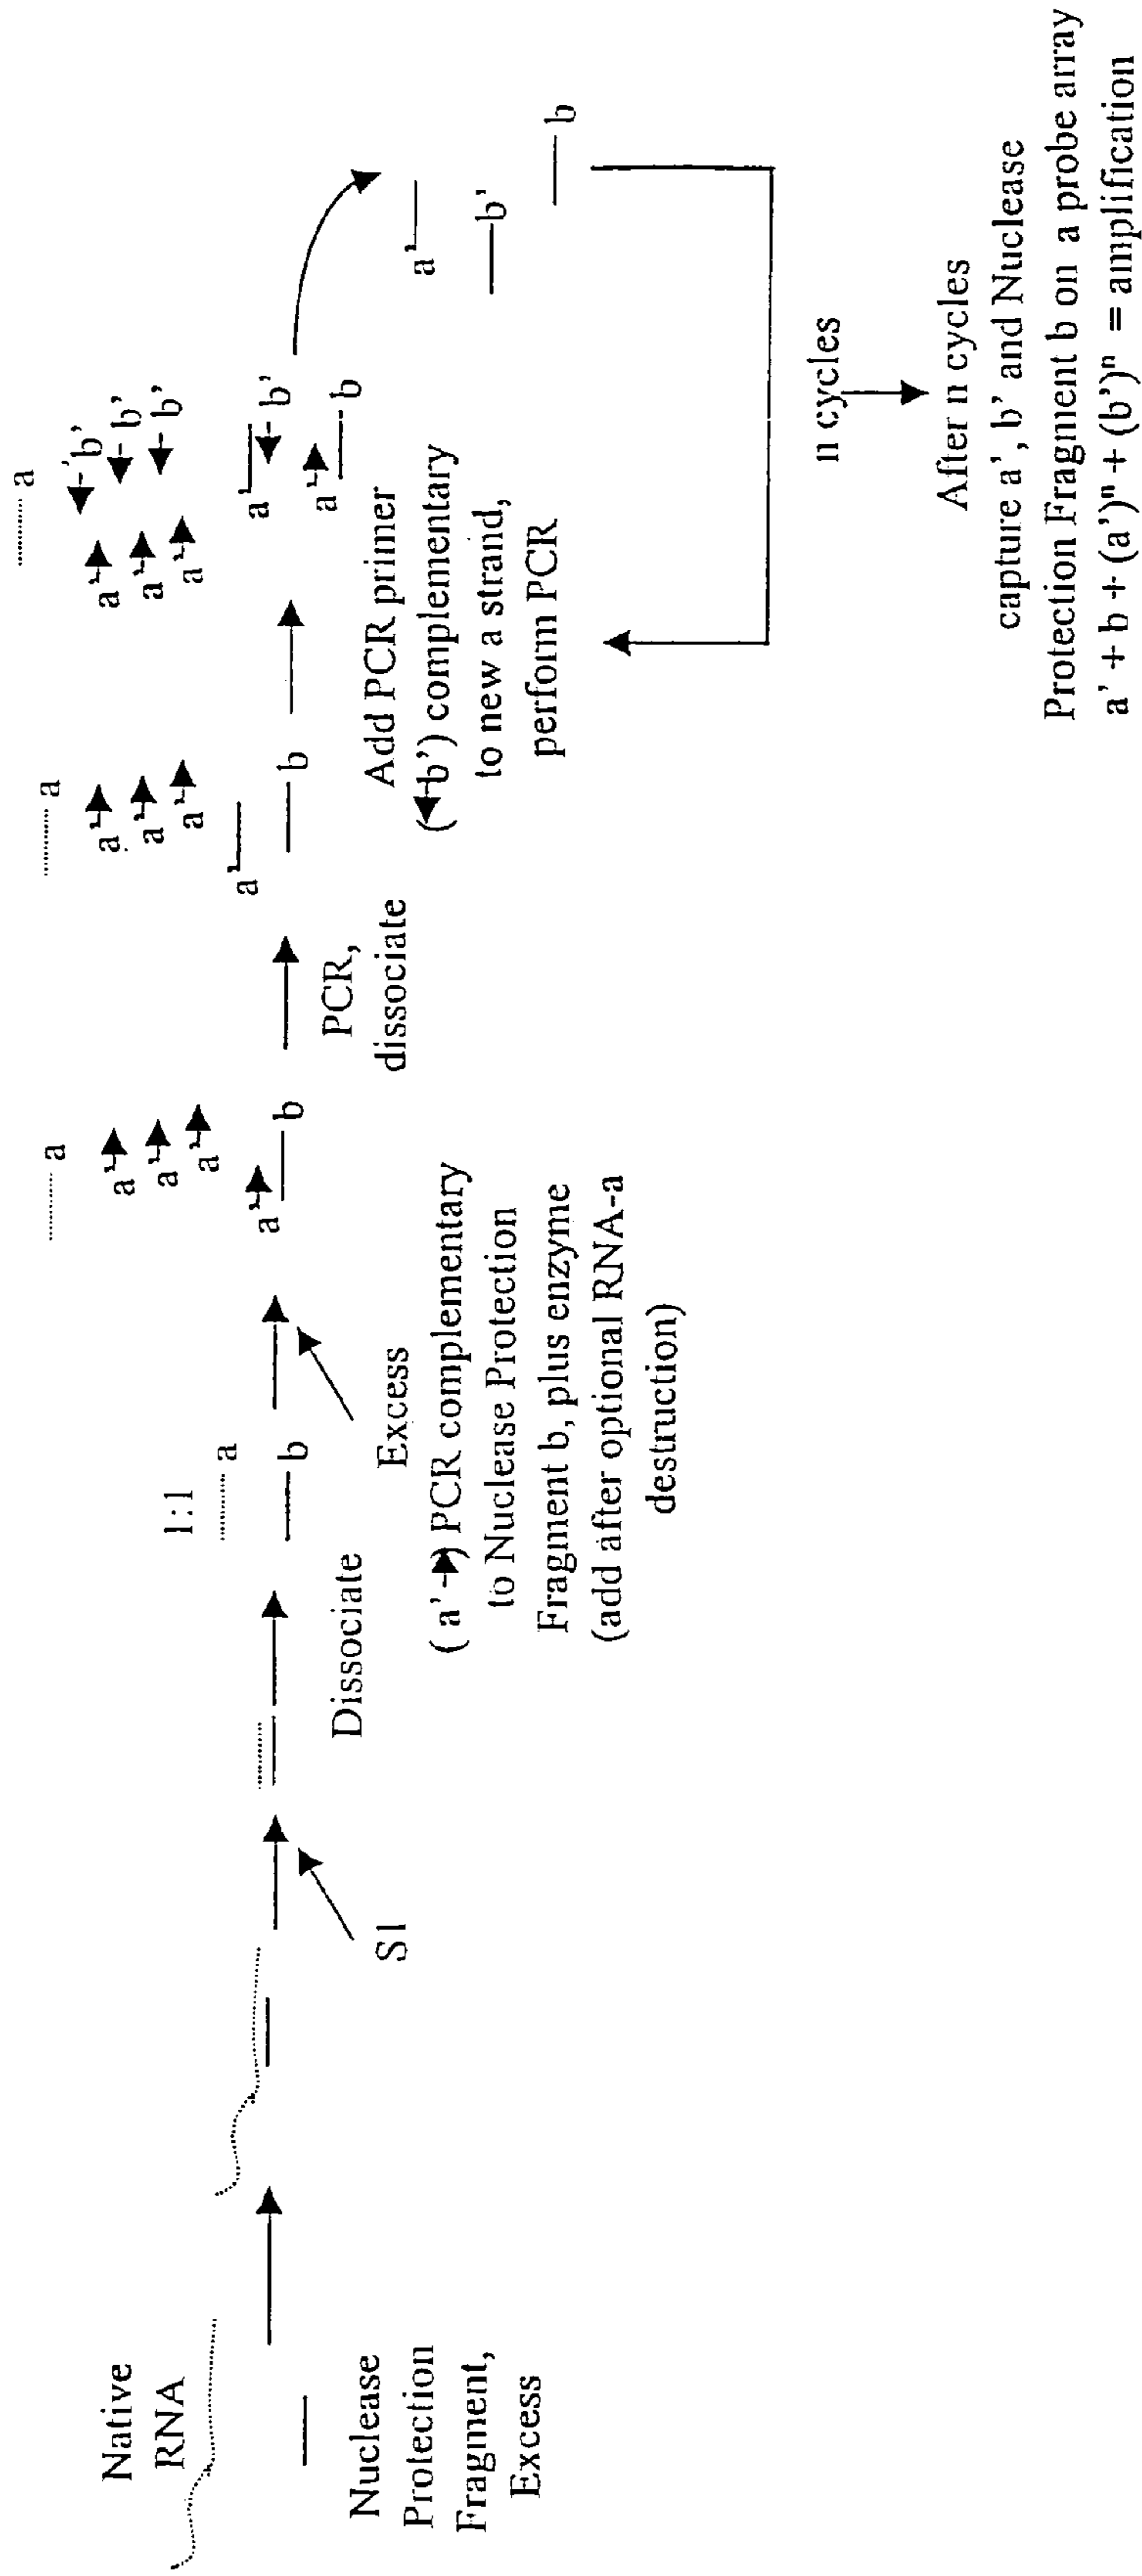 Native
RNA
Nuclease
Protection
Fragment,
Excess
S1
Dissociate
1:1
a
b
Excess
( a' ) PCR complementary
to Nuclease Protection
Fragment b, plus enzyme
(add after optional RNA-a
destruction)
a
a'
a'
a'
a'
b
PCR,
dissociate
a
a'
a'
a'
a'
b
Add PCR primer
( b') complementary
to new a strand,
perform PCR
a
'b'
b'
b'
a'
a'
a'
a'
b'
a'
b
a'
b'
b
n cycles
After n cycles
capture a', b' and Nuclease
Protection Fragment b on a probe array
a' + b + (a')ⁿ + (b')ⁿ = amplification